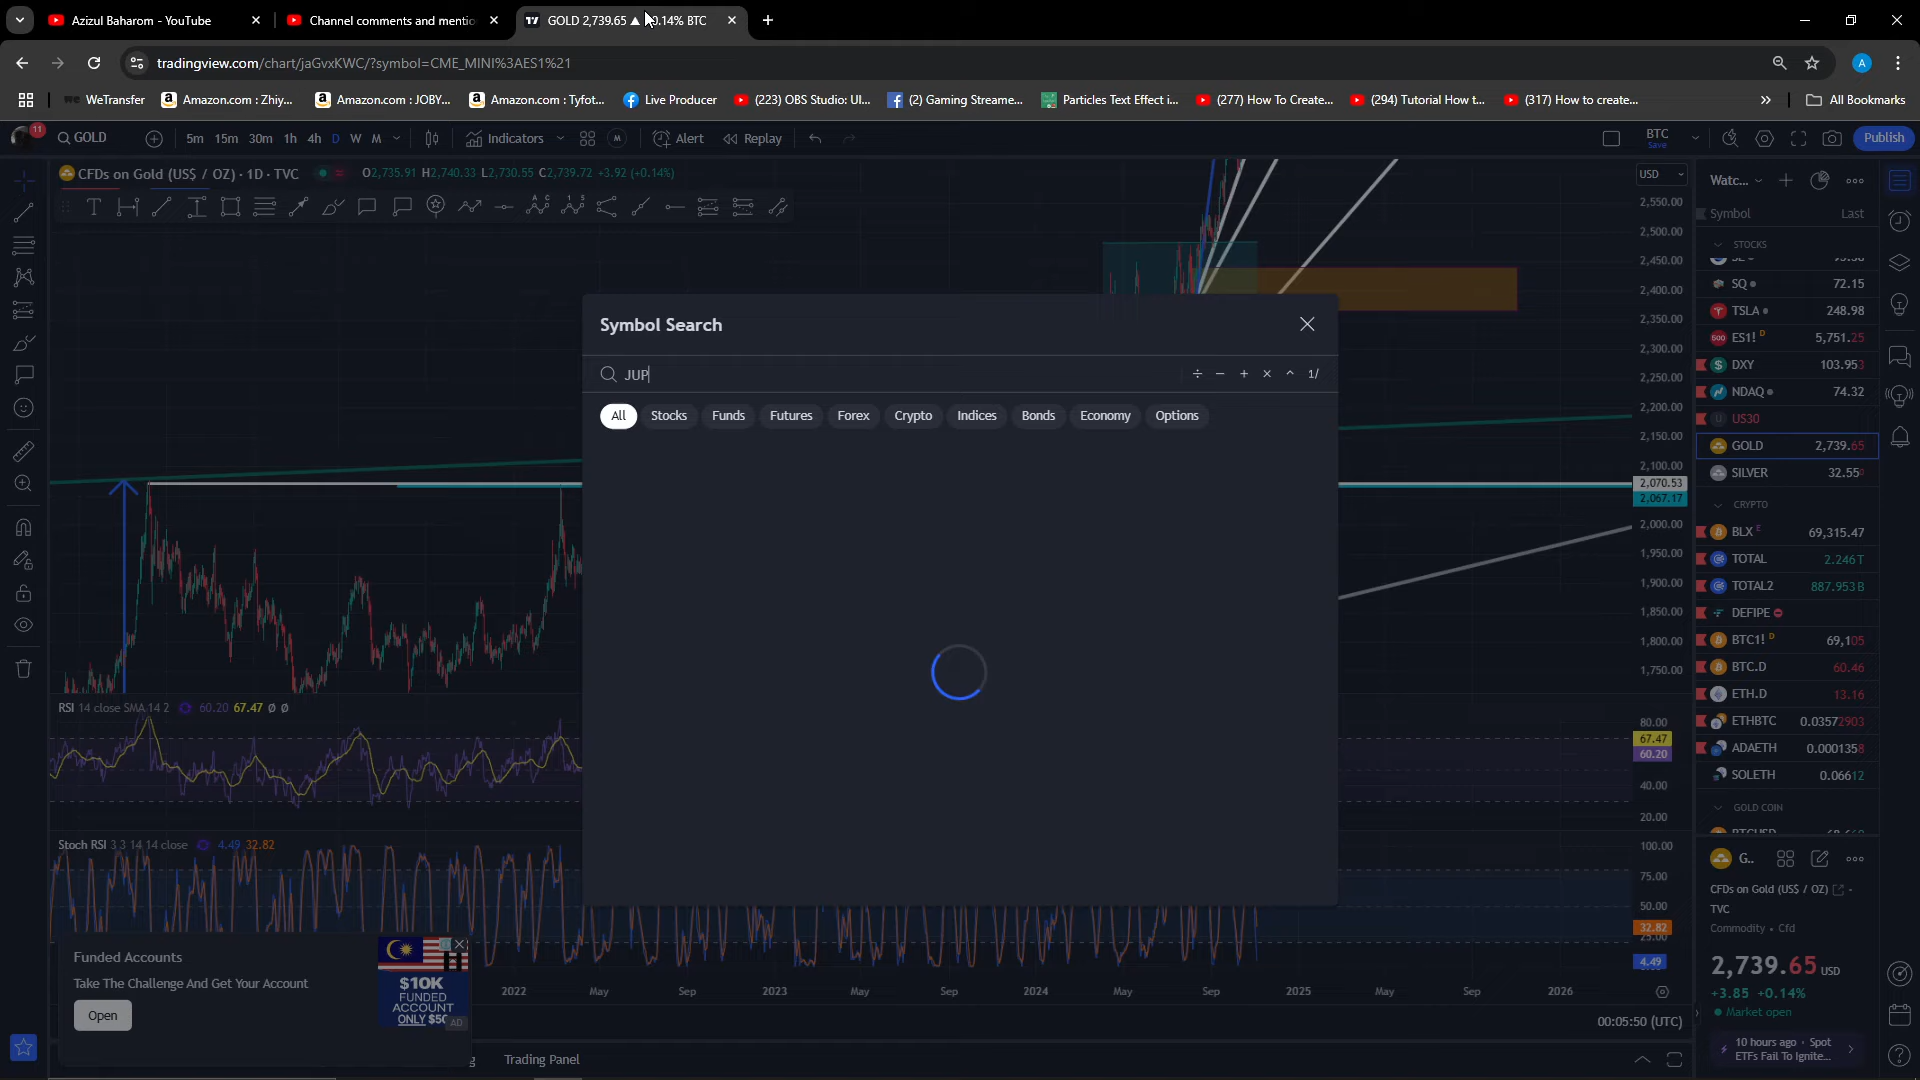 Azizul Baharom - YouTube
Channel comments and mentio
GOLD 2,739.65 ▲ 0.14% BTC
tradingview.com/chart/jaGvxKWC/?symbol=CME_MINI%3AES1%21
A
WeTransfer
Amazon.com : Zhiy...
Amazon.com : JOBY...
Amazon.com : Tyfot...
Live Producer
(223) OBS Studio: Ul...
(2) Gaming Streame...
Particles Text Effect i...
(277) How To Create...
(294) Tutorial How t...
(317) How to create...
All Bookmarks
11
GOLD
5m 15m 30m 1h 4h D W M
Indicators
M
Alert
Replay
BTC
Save
Publish
CFDs on Gold (US$ / OZ) · 1D · TVC
O2,735.91 H2,740.33 L2,730.55 C2,739.72 +3.92 (+0.14%)
USD
2,550.00
2,500.00
2,450.00
2,400.00
2,350.00
2,300.00
2,250.00
2,200.00
2,150.00
2,100.00
2,070.53
2,067.17
2,000.00
1,950.00
1,900.00
1,850.00
1,800.00
1,750.00
Symbol Search
JUP
÷ − + × ^ 1/
All
Stocks
Funds
Futures
Forex
Crypto
Indices
Bonds
Economy
Options
RSI 14 close SMA 14 2 60.20 67.47 ∅ ∅
80.00
67.47
60.20
40.00
20.00
Stoch RSI 3 3 14 14 close 4.49 32.82
100.00
75.00
50.00
32.82
25.00
4.49
Funded Accounts
Take The Challenge And Get Your Account
Open
$10K
FUNDED
ACCOUNT
ONLY $50
AD
2022 May Sep 2023 May Sep 2024 May Sep 2025 May Sep 2026
00:05:50 (UTC)
Trading Panel
Watc...
Symbol Last
STOCKS
SQ 72.15
TSLA 248.98
500 ES1! D 5,751.25
DXY 103.953
NDAQ 74.32
U US30
GOLD 2,739.65
SILVER 32.550
CRYPTO
BLX E 69,315.47
TOTAL 2.246T
TOTAL2 887.953B
DEFIPE
BTC1! D 69,105
BTC.D 60.46
ETH.D 13.16
ETHBTC 0.03572903
ADAETH 0.0001358
SOLETH 0.06612
GOLD COIN
G..
CFDs on Gold (US$ / OZ)
TVC
Commodity • Cfd
2,739.65 USD
+3.85 +0.14%
Market open
10 hours ago • Spot
ETFs Fail To Ignite...